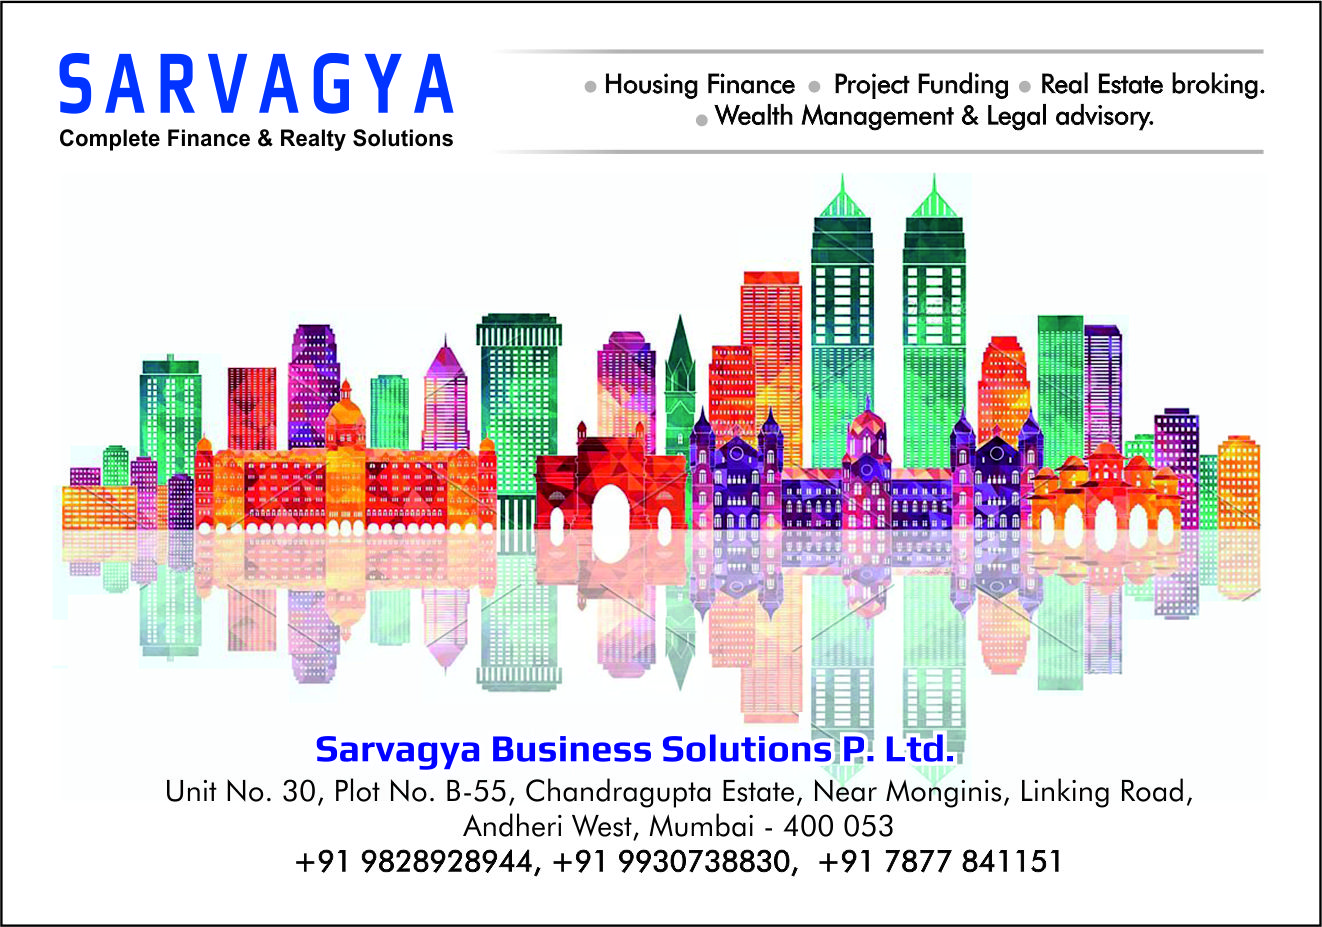 SARVAGYA
Complete Finance & Realty Solutions
Housing Finance Project Funding Real Estate broking.
Wealth Management & Legal advisory.
Sarvagya Business Solutions P. Ltd.
Unit No. 30, Plot No. B-55, Chandragupta Estate, Near Monginis, Linking Road,
Andheri West, Mumbai - 400 053
+91 9828928944, +91 9930738830, +91 7877 841151